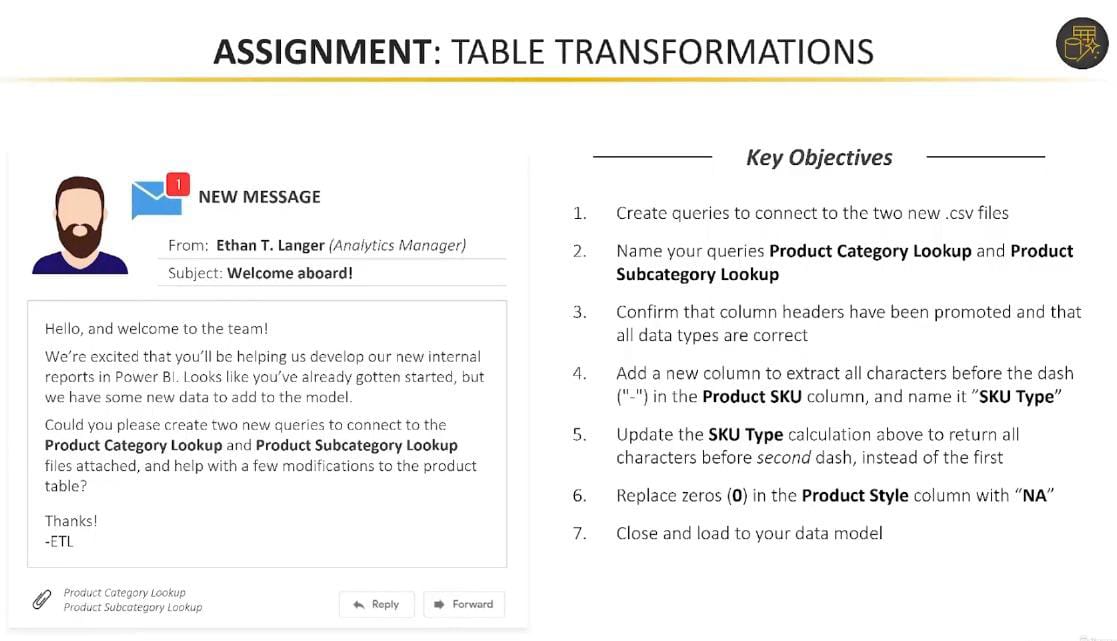 ASSIGNMENT: TABLE TRANSFORMATIONS
1
NEW MESSAGE
From: Ethan T. Langer (Analytics Manager)
Subject: Welcome aboard!
Hello, and welcome to the team!
We’re excited that you’ll be helping us develop our new internal
reports in Power BI. Looks like you’ve already gotten started, but
we have some new data to add to the model.
Could you please create two new queries to connect to the
Product Category Lookup and Product Subcategory Lookup
files attached, and help with a few modifications to the product
table?
Thanks!
-ETL
Product Category Lookup
Product Subcategory Lookup
Reply
Forward
Key Objectives
1. Create queries to connect to the two new .csv files
2. Name your queries Product Category Lookup and Product
Subcategory Lookup
3. Confirm that column headers have been promoted and that
all data types are correct
4. Add a new column to extract all characters before the dash
("-") in the Product SKU column, and name it “SKU Type”
5. Update the SKU Type calculation above to return all
characters before second dash, instead of the first
6. Replace zeros (0) in the Product Style column with “NA”
7. Close and load to your data model